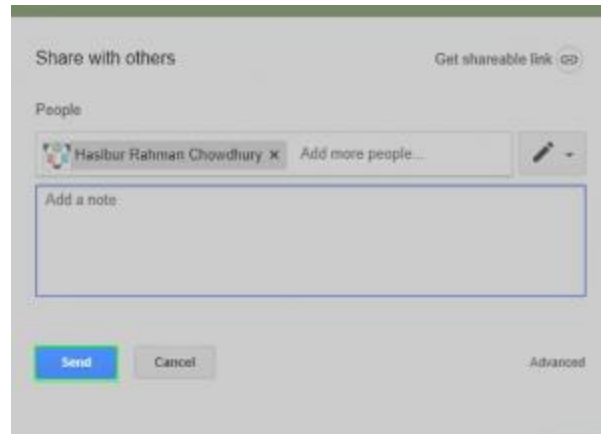 Share with others
Get shareable link
People
Hasibur Rahman Chowdhury × Add more people...
Add a note
Send Cancel
Advanced